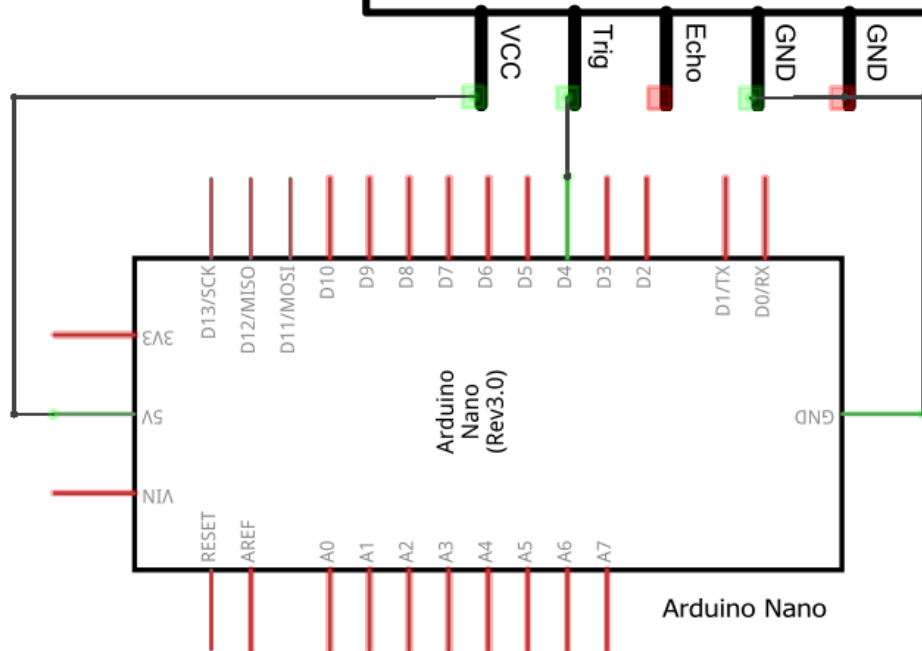 VCC
Trig
Echo
GND
GND
D13/SCK
D12/MISO
D11/MOSI
D10
D9
D8
D7
D6
D5
D4
D3
D2
D1/TX
D0/RX
3V3
5V
VIN
Arduino
Nano
(Rev3.0)
GND
RESET
AREF
A0
A1
A2
A3
A4
A5
A6
A7
Arduino Nano